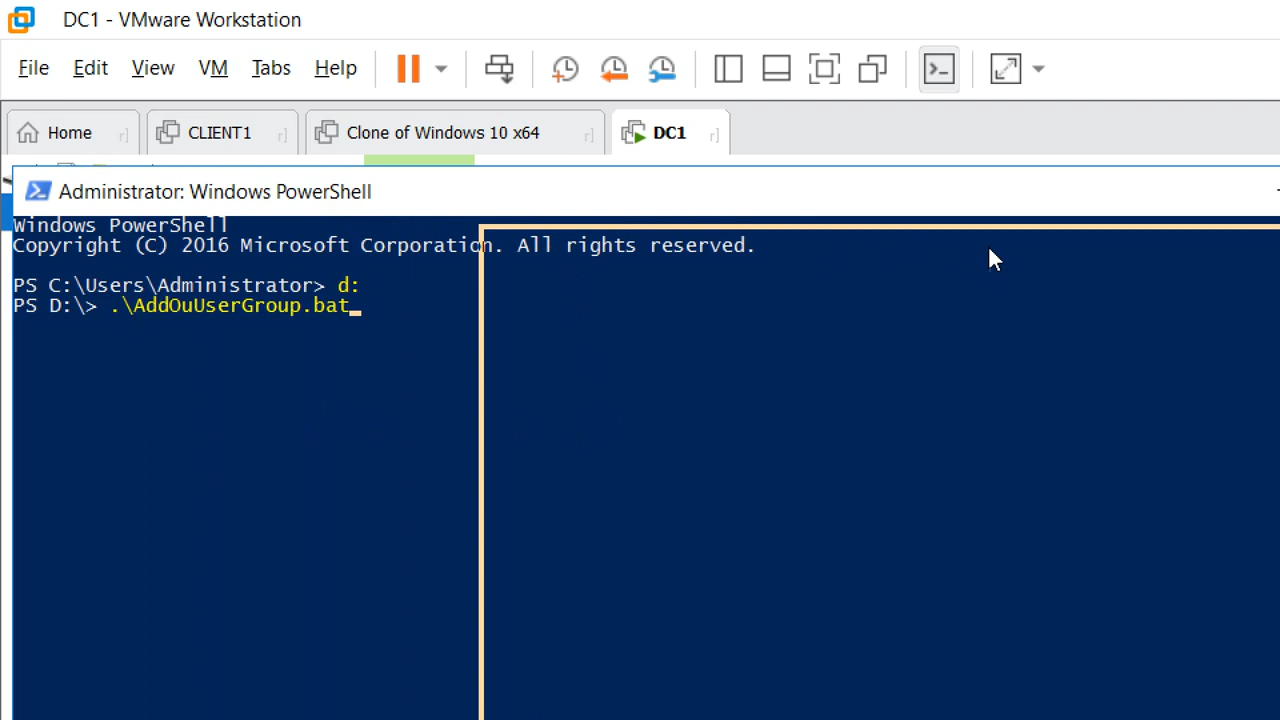 DC1 - VMware Workstation
File Edit View VM Tabs Help
Home CLIENT1 Clone of Windows 10 x64 DC1
Administrator: Windows PowerShell
Windows PowerShell
Copyright (C) 2016 Microsoft Corporation. All rights reserved.
PS C:\Users\Administrator> d:
PS D:\> .\AddOuUserGroup.bat